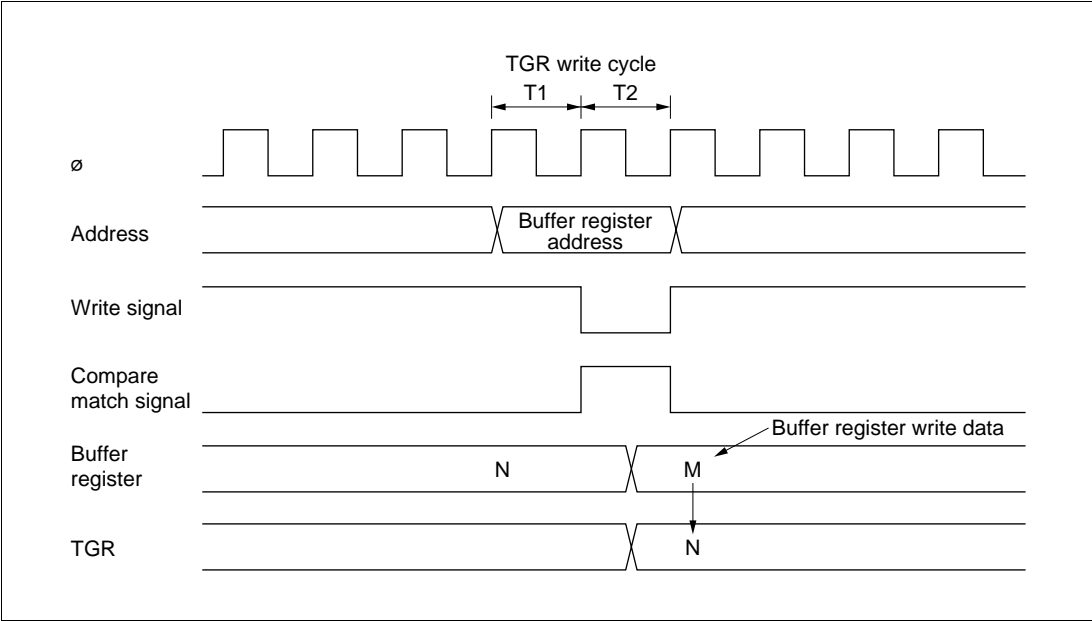 TGR write cycle
T1 T2
ø
Address
Buffer register
address
Write signal
Compare
match signal
Buffer register write data
Buffer
register
N M
TGR
N